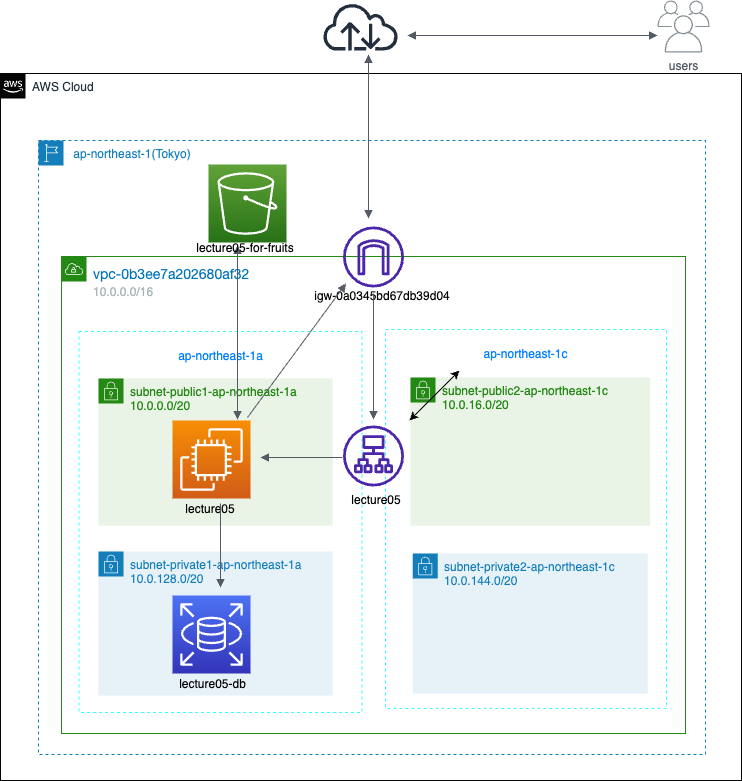 users
aws
AWS Cloud
ap-northeast-1(Tokyo)
lecture05-for-fruits
vpc-0b3ee7a202680af32
10.0.0.0/16
igw-0a0345bd67db39d04
ap-northeast-1a
ap-northeast-1c
subnet-public1-ap-northeast-1a
10.0.0.0/20
subnet-public2-ap-northeast-1c
10.0.16.0/20
lecture05
lecture05
subnet-private1-ap-northeast-1a
10.0.128.0/20
subnet-private2-ap-northeast-1c
10.0.144.0/20
lecture05-db